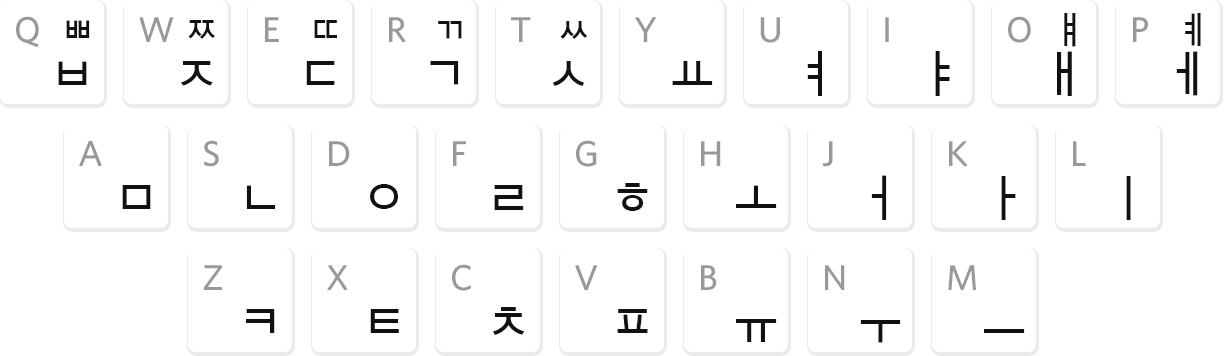 Q ㅃ ㅂ W ㅉ ㅈ E ㄸ ㄷ R ㄲ ㄱ T ㅆ ㅅ Y ㅛ U ㅕ I ㅑ O ㅒ ㅐ P ㅖ ㅔ
A ㅁ S ㄴ D ㅇ F ㄹ G ㅎ H ㅗ J ㅓ K ㅏ L ㅣ
Z ㅋ X ㅌ C ㅊ V ㅍ B ㅠ N ㅜ M ㅡ